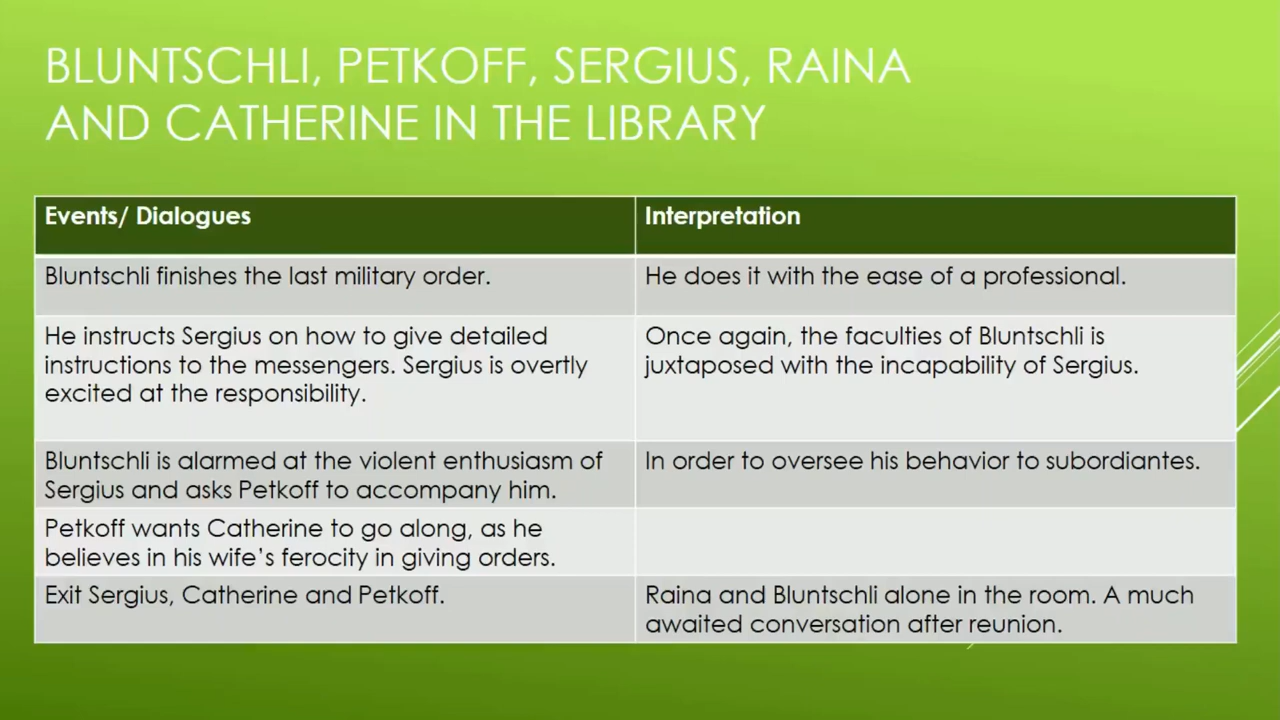 BLUNTSCHLI, PETKOFF, SERGIUS, RAINA
AND CATHERINE IN THE LIBRARY
Events/ Dialogues
Interpretation
Bluntschli finishes the last military order.
He does it with the ease of a professional.
He instructs Sergius on how to give detailed
instructions to the messengers. Sergius is overtly
excited at the responsibility.
Once again, the faculties of Bluntschli is
juxtaposed with the incapability of Sergius.
Bluntschli is alarmed at the violent enthusiasm of
Sergius and asks Petkoff to accompany him.
In order to oversee his behavior to subordiantes.
Petkoff wants Catherine to go along, as he
believes in his wife’s ferocity in giving orders.
Exit Sergius, Catherine and Petkoff.
Raina and Bluntschli alone in the room. A much
awaited conversation after reunion.